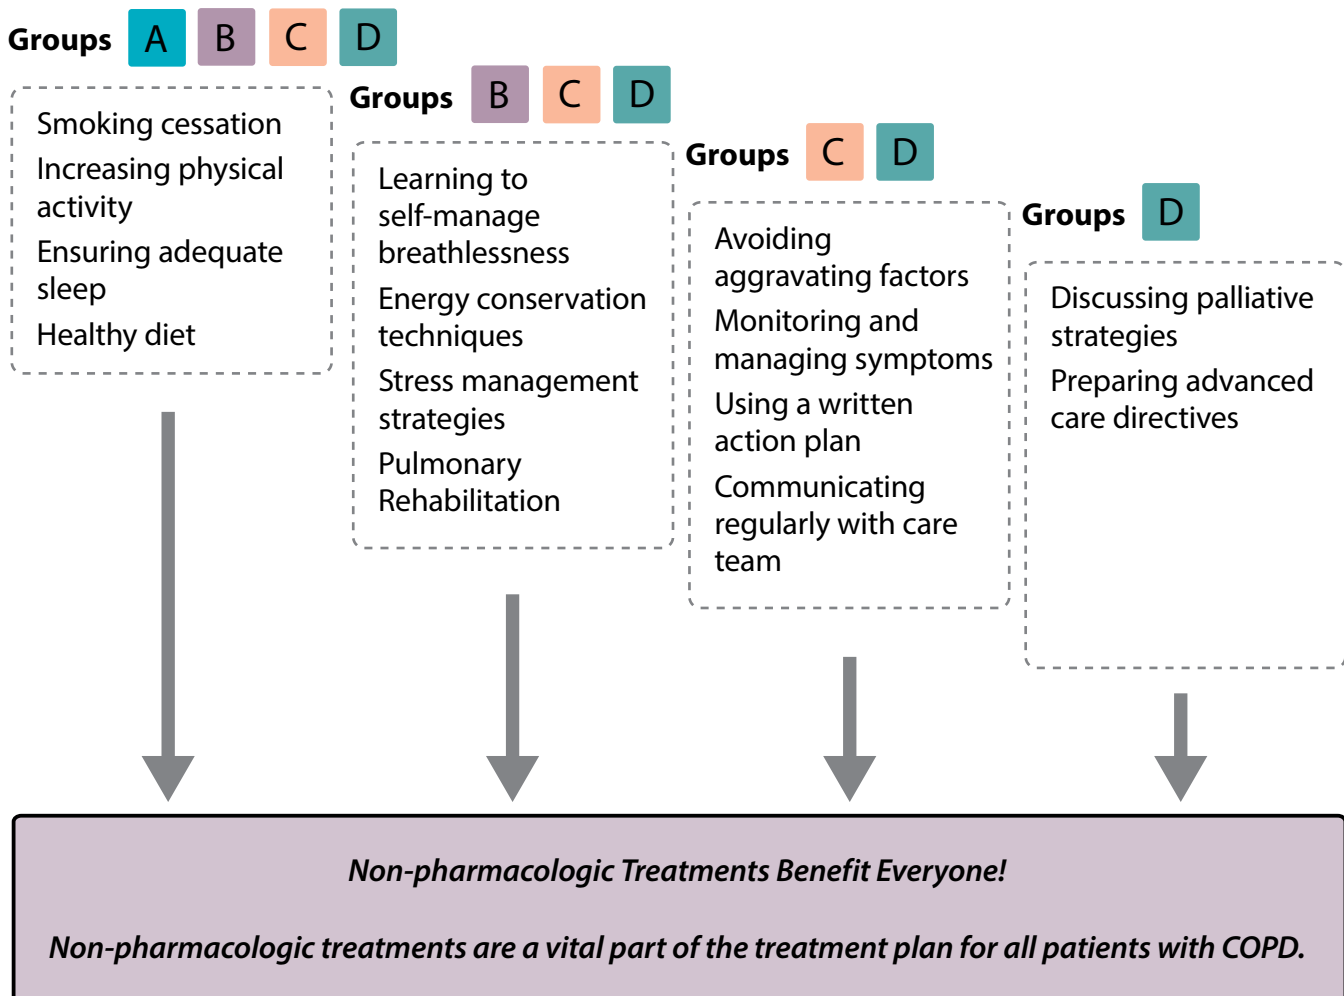 Groups A B C D
Smoking cessation
Increasing physical
activity
Ensuring adequate
sleep
Healthy diet
Groups B C D
Learning to
self-manage
breathlessness
Energy conservation
techniques
Stress management
strategies
Pulmonary
Rehabilitation
Groups C D
Avoiding
aggravating factors
Monitoring and
managing symptoms
Using a written
action plan
Communicating
regularly with care
team
Groups D
Discussing palliative
strategies
Preparing advanced
care directives
Non-pharmacologic Treatments Benefit Everyone!
Non-pharmacologic treatments are a vital part of the treatment plan for all patients with COPD.